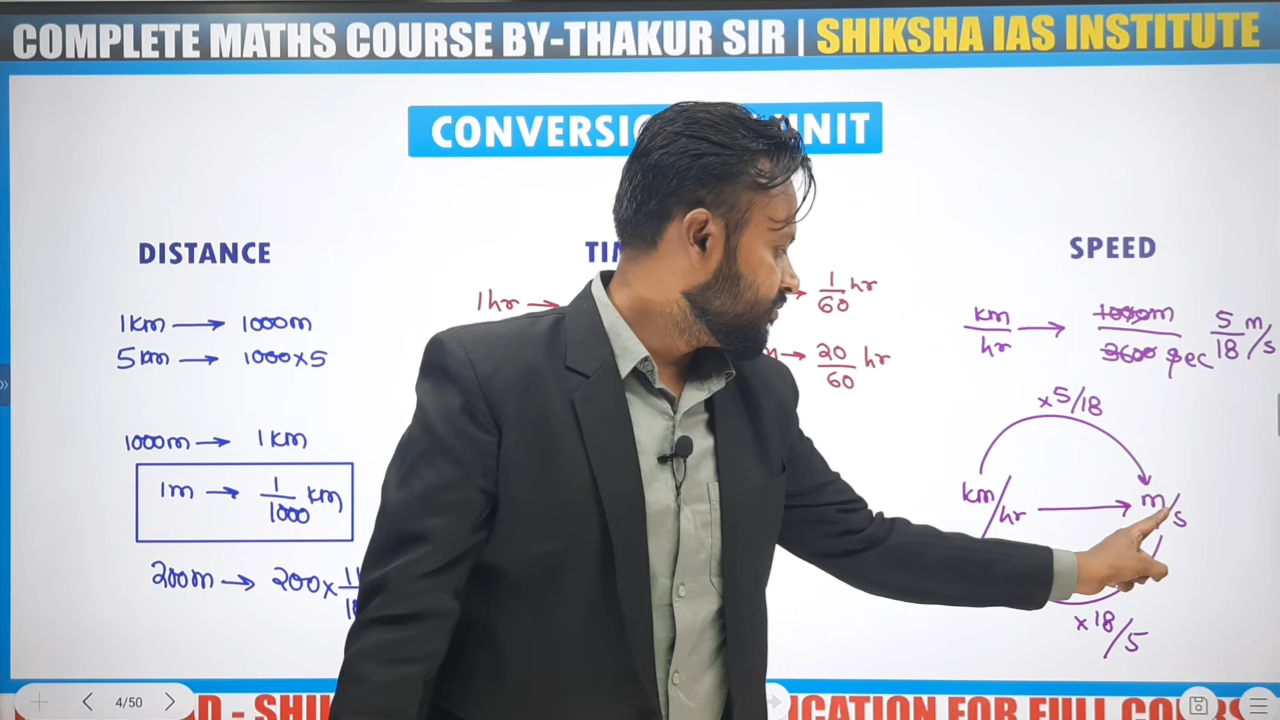 COMPLETE MATHS COURSE BY-THAKUR SIR | SHIKSHA IAS INSTITUTE
DISTANCE
1km → 1000m
5km → 1000×5
1000m → 1km
1m → 1/1000 km
200m → 200×
1hr →
→ 1/60 hr
→ 20/60 hr
SPEED
km/hr → 1000m/3600 sec 5/18 m/s
×5/18
km/hr → m/s
×18/5
4/50
FOR FULL